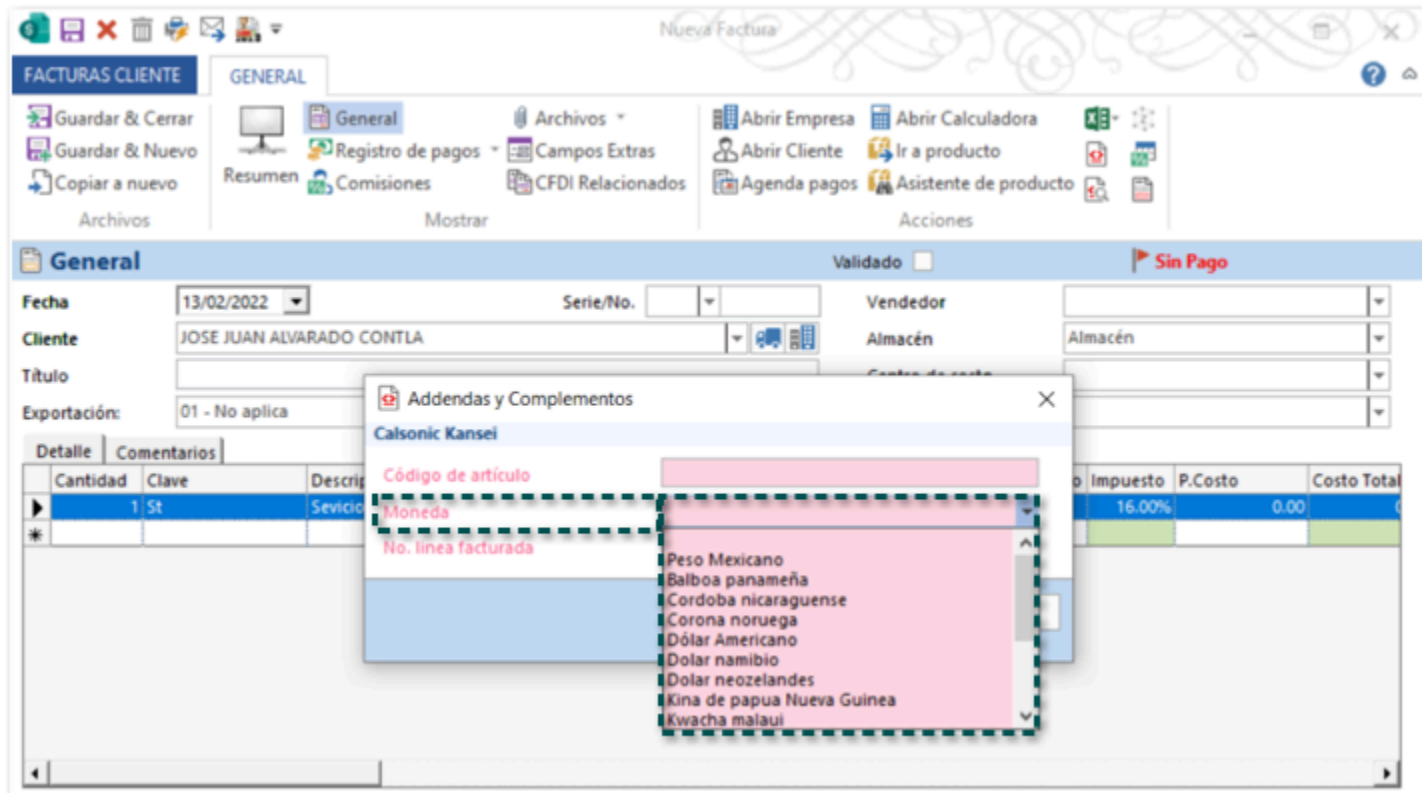 Nueva Factura
FACTURAS CLIENTE GENERAL
Guardar & Cerrar General Archivos Abrir Empresa Abrir Calculadora
Guardar & Nuevo Registro de pagos Campos Extras Abrir Cliente Ir a producto
Copiar a nuevo Resumen Comisiones CFDI Relacionados Agenda pagos Asistente de producto
Archivos Mostrar Acciones
General Validado Sin Pago
Fecha 13/02/2022 Serie/No. Vendedor
Cliente JOSE JUAN ALVARADO CONTLA Almacén Almacén
Título
Exportación: 01 - No aplica
Detalle Comentarios
Cantidad Clave Descrip o Impuesto P.Costo Costo Total
1 St Sevicio 16.00% 0.00
Addendas y Complementos
Calsonic Kansei
Código de artículo
Moneda
No. linea facturada
Peso Mexicano
Balboa panameña
Cordoba nicaraguense
Corona noruega
Dólar Americano
Dolar namibio
Dolar neozelandes
Kina de papua Nueva Guinea
Kwacha malaui